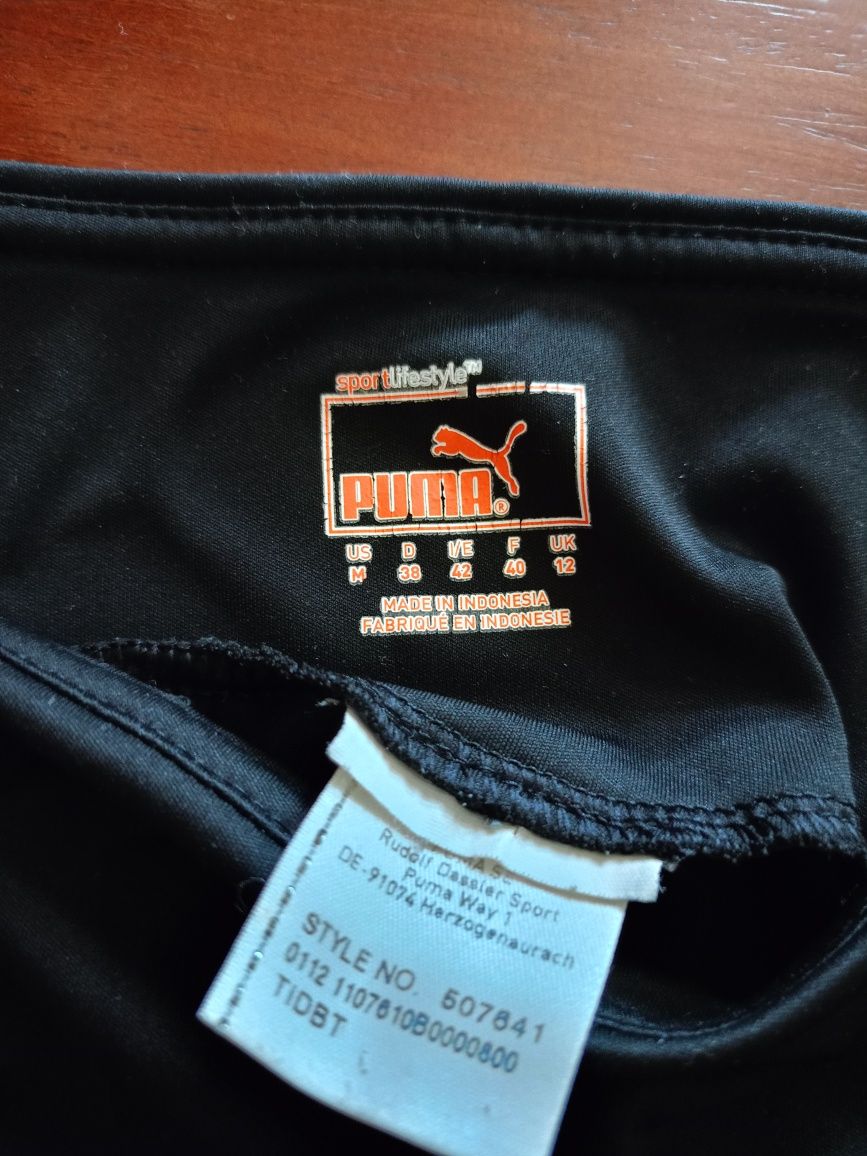 sportlifestyle™
PUMA®
US D I/E F UK
M 38 42 40 12
MADE IN INDONESIA
FABRIQUÉ EN INDONESIE
Rudolf Dassler Sport
Puma Way 1
DE-91074 Herzogenaurach
STYLE NO. 507641
0112 1107610B0000800
TIDBT